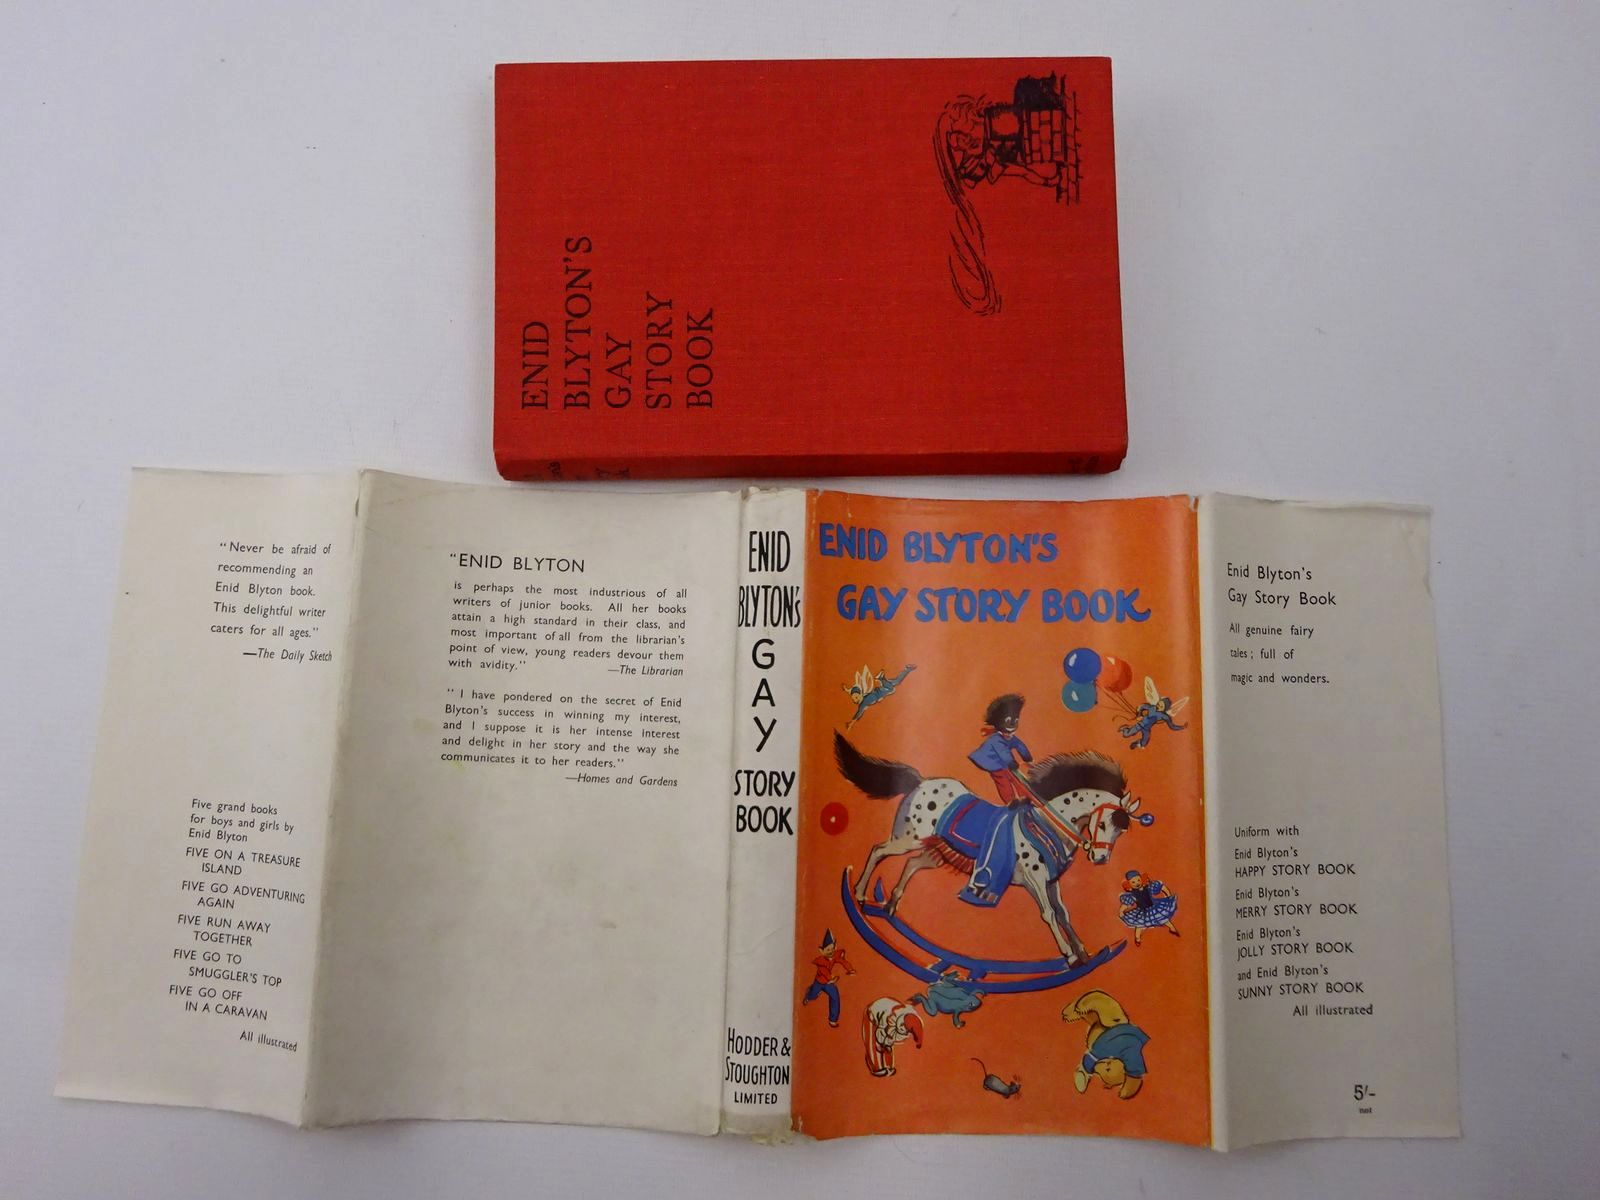 ENID
BLYTON'S
GAY
STORY
BOOK
"Never be afraid of
recommending an
Enid Blyton book.
This delightful writer
caters for all ages."
—The Daily Sketch
Five grand books
for boys and girls by
Enid Blyton
FIVE ON A TREASURE
ISLAND
FIVE GO ADVENTURING
AGAIN
FIVE RUN AWAY
TOGETHER
FIVE GO TO
SMUGGLER'S TOP
FIVE GO OFF
IN A CARAVAN
All illustrated
"ENID BLYTON
is perhaps the most industrious of all
writers of junior books. All her books
attain a high standard in their class, and
most important of all from the librarian's
point of view, young readers devour them
with avidity."
—The Librarian
"I have pondered on the secret of Enid
Blyton's success in winning my interest,
and I suppose it is her intense interest
and delight in her story and the way she
communicates it to her readers."
—Homes and Gardens
ENID
BLYTON'S
G
A
Y
STORY
BOOK
HODDER &
STOUGHTON
LIMITED
ENID BLYTON'S
GAY STORY BOOK
Enid Blyton's
Gay Story Book
All genuine fairy
tales; full of
magic and wonders.
Uniform with
Enid Blyton's
HAPPY STORY BOOK
Enid Blyton's
MERRY STORY BOOK
Enid Blyton's
JOLLY STORY BOOK
and Enid Blyton's
SUNNY STORY BOOK
All illustrated
5/-
net